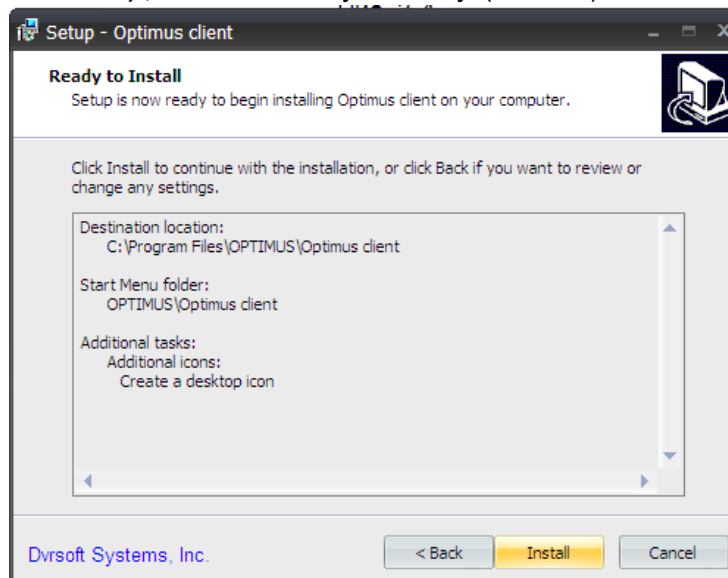 Setup - Optimus client
Ready to Install
Setup is now ready to begin installing Optimus client on your computer.
Click Install to continue with the installation, or click Back if you want to review or
change any settings.
Destination location:
C:\Program Files\OPTIMUS\Optimus client
Start Menu folder:
OPTIMUS\Optimus client
Additional tasks:
Additional icons:
Create a desktop icon
Dvrsoft Systems, Inc.
< Back
Install
Cancel